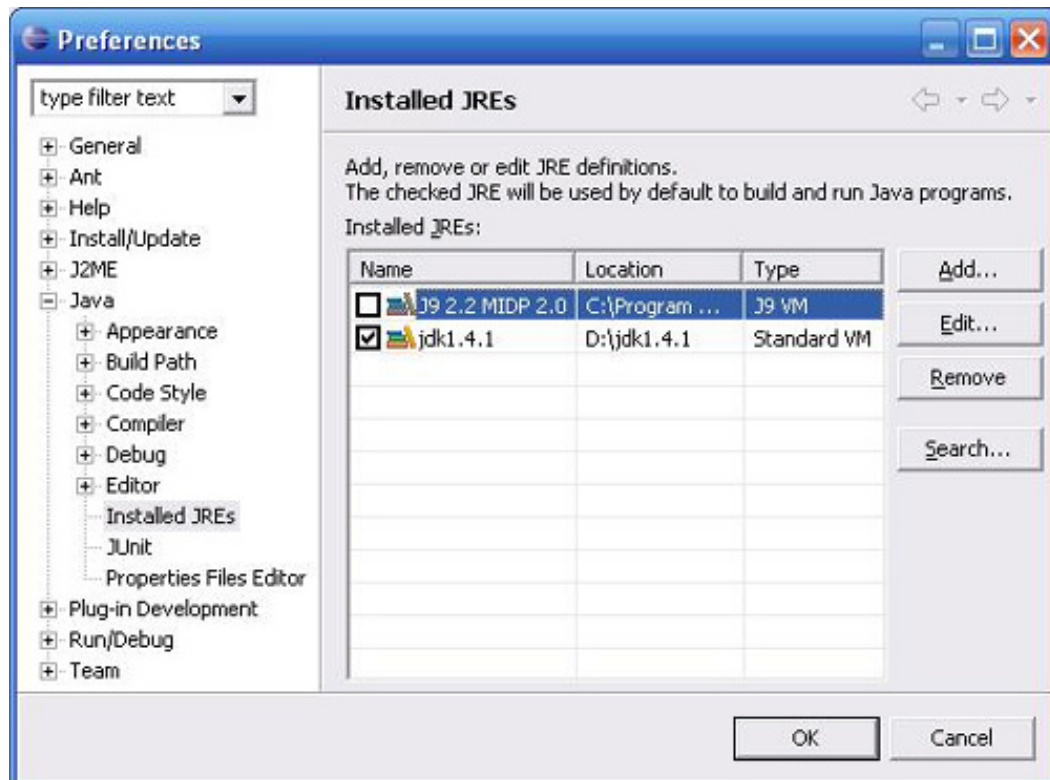 Preferences
type filter text
Installed JREs
General
Ant
Help
Install/Update
J2ME
Java
Appearance
Build Path
Code Style
Compiler
Debug
Editor
Installed JREs
JUnit
Properties Files Editor
Plug-in Development
Run/Debug
Team
Add, remove or edit JRE definitions.
The checked JRE will be used by default to build and run Java programs.
Installed JREs:
Name Location Type
J9 2.2 MIDP 2.0 C:\Program ... J9 VM
jdk1.4.1 D:\jdk1.4.1 Standard VM
Add...
Edit...
Remove
Search...
OK Cancel